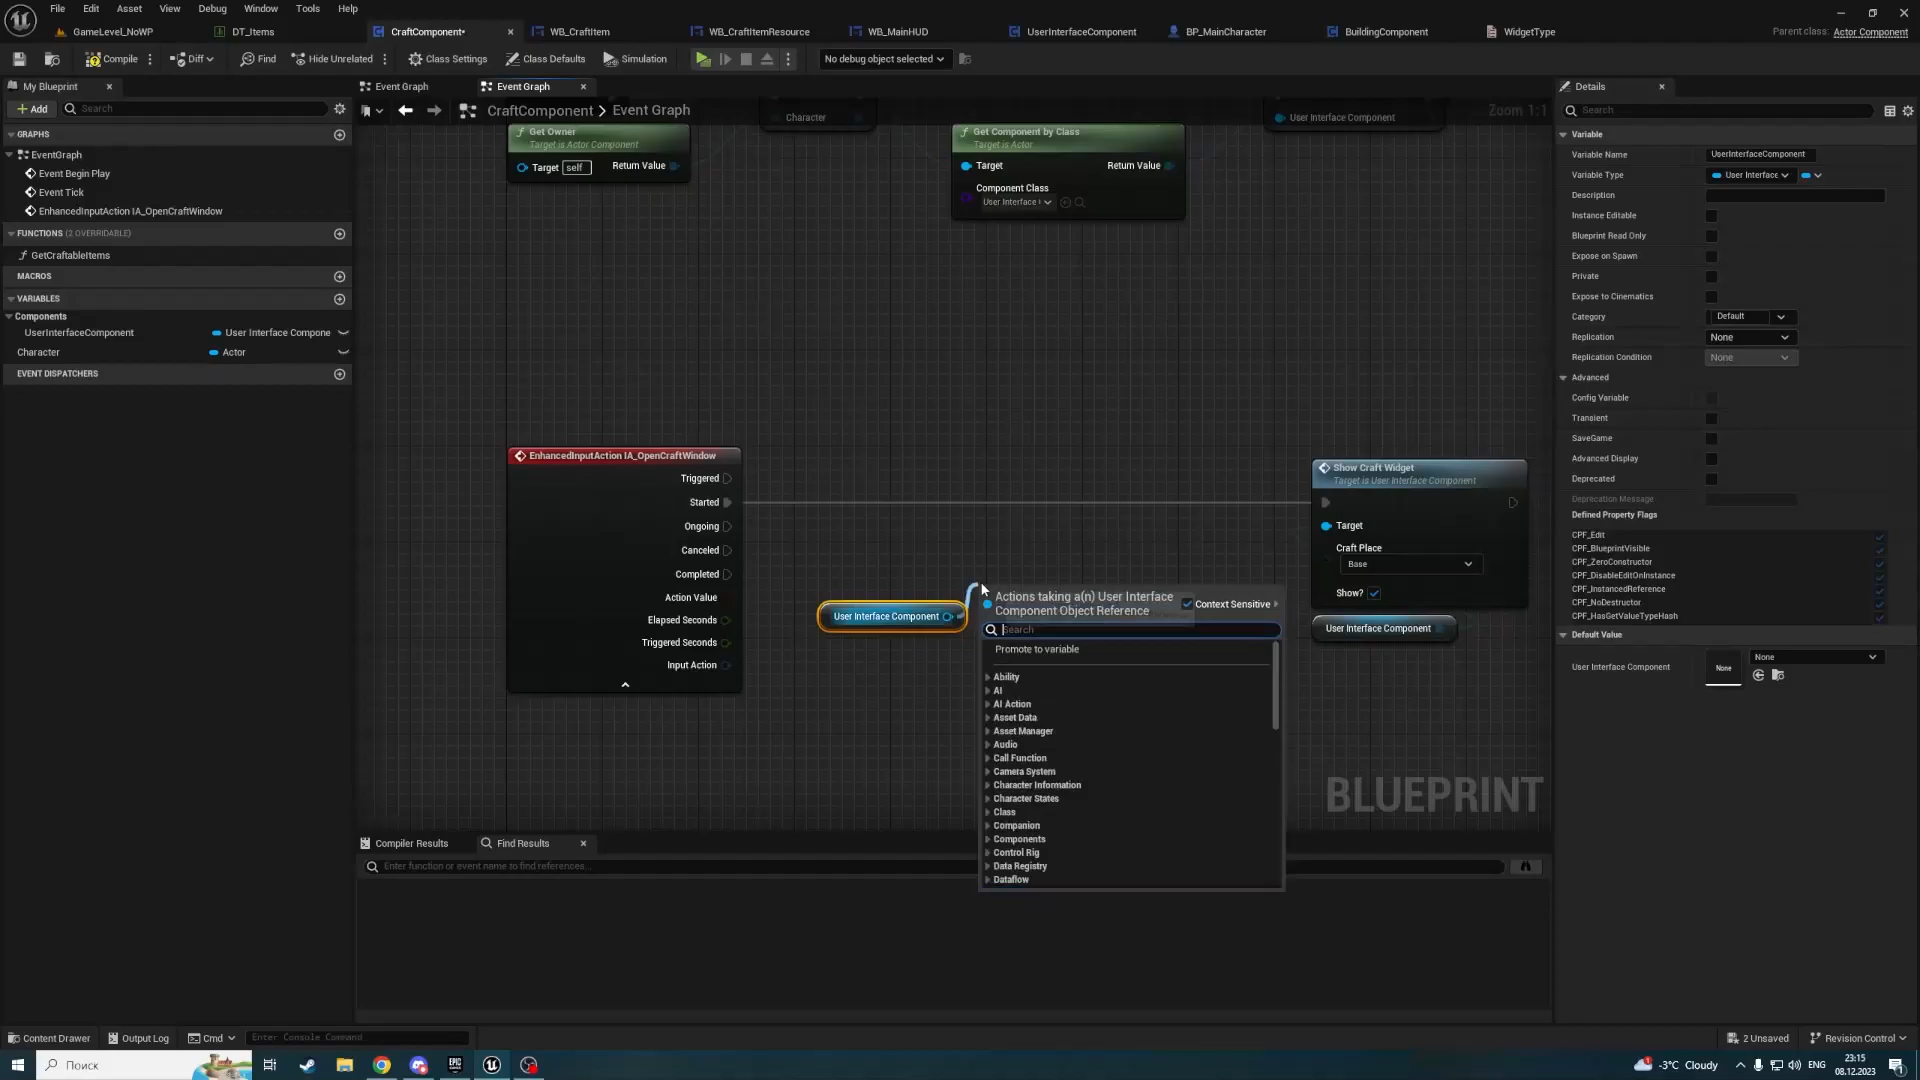 File Edit Asset View Debug Window Tools Help
GameLevel_NoWP DT_Items CraftComponent• WB_CraftItem WB_CraftItemResource WB_MainHUD UserInterfaceComponent BP_MainCharacter BuildingComponent WidgetType Parent class: Actor Component
Compile Diff Find Hide Unrelated Class Settings Class Defaults Simulation No debug object selected
My Blueprint Event Graph Event Graph Details
Add Search CraftComponent > Event Graph Zoom 1:1 Search
GRAPHS
EventGraph
Event Begin Play
Event Tick
EnhancedInputAction IA_OpenCraftWindow
FUNCTIONS (2 OVERRIDABLE)
GetCraftableItems
MACROS
VARIABLES
Components
UserInterfaceComponent User Interface Compone
Character Actor
EVENT DISPATCHERS
Character
User Interface Component
Get Owner
Target is Actor Component
Target self Return Value
Get Component by Class
Target is Actor
Target Return Value
Component Class
User Interface
EnhancedInputAction IA_OpenCraftWindow
Triggered
Started
Ongoing
Canceled
Completed
Action Value
Elapsed Seconds
Triggered Seconds
Input Action
User Interface Component
Actions taking a(n) User Interface
Component Object Reference
Context Sensitive
Search
Promote to variable
Ability
AI
AI Action
Asset Data
Asset Manager
Audio
Call Function
Camera System
Character Information
Character States
Class
Companion
Components
Control Rig
Data Registry
Dataflow
Show Craft Widget
Target is User Interface Component
Target
Craft Place
Base
Show?
User Interface Component
BLUEPRINT
Variable
Variable Name UserInterfaceComponent
Variable Type User Interface
Description
Instance Editable
Blueprint Read Only
Expose on Spawn
Private
Expose to Cinematics
Category Default
Replication None
Replication Condition None
Advanced
Config Variable
Transient
SaveGame
Advanced Display
Deprecated
Deprecation Message
Defined Property Flags
CPF_Edit
CPF_BlueprintVisible
CPF_ZeroConstructor
CPF_DisableEditOnInstance
CPF_InstancedReference
CPF_NoDestructor
CPF_HasGetValueTypeHash
Default Value
User Interface Component None None
Compiler Results Find Results
Enter function or event name to find references...
Content Drawer Output Log Cmd Enter Console Command 2 Unsaved Revision Control
Поиск EPIC GAMES 1 -3°C Cloudy ENG 23:15
08.12.2023 1